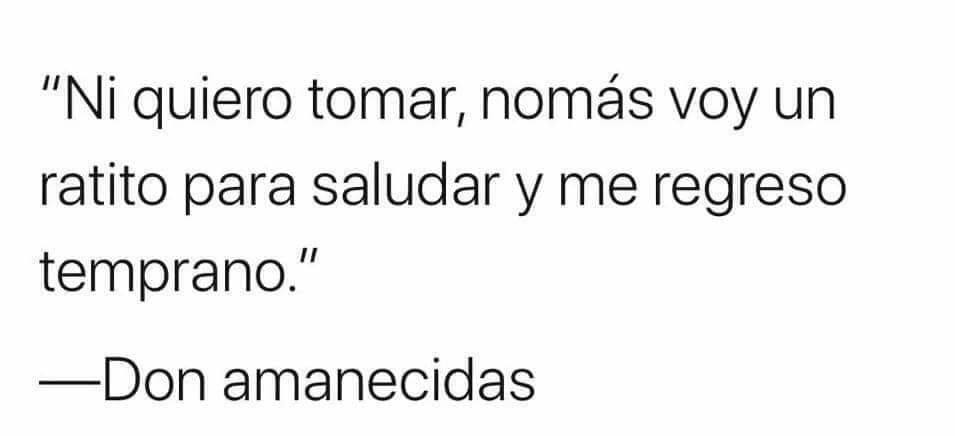 “Ni quiero tomar, nomás voy un
ratito para saludar y me regreso
temprano.”
—Don amanecidas